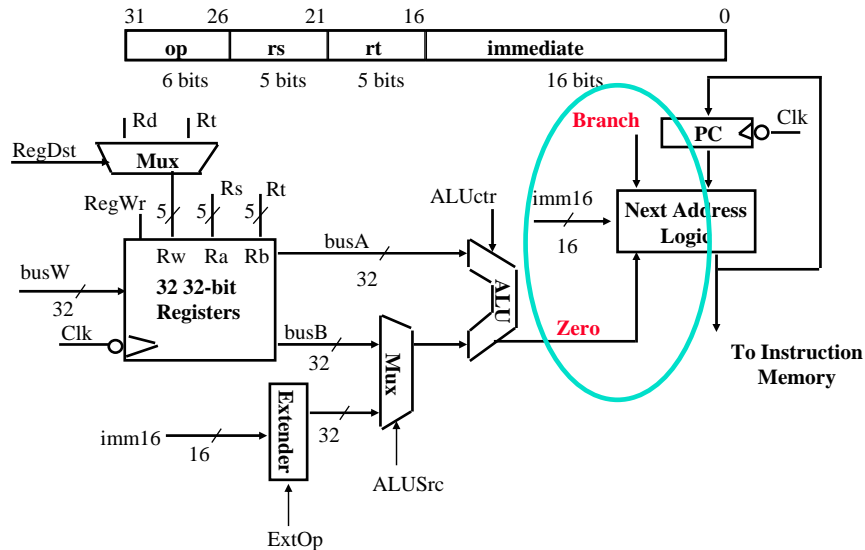 31 26 21 16 0
op rs rt immediate
6 bits 5 bits 5 bits 16 bits
Rd Rt
Branch
PC
Clk
RegDst
Mux
Rs Rt
RegWr
ALUctr
imm16
Next Address
Logic
5 5 5
16
busW
Rw Ra Rb
busA
32
32 32-bit
Registers
32
ALU
Clk
busB
32
Mux
Zero
To Instruction
Memory
Extender
32
imm16
16
ALUSrc
ExtOp